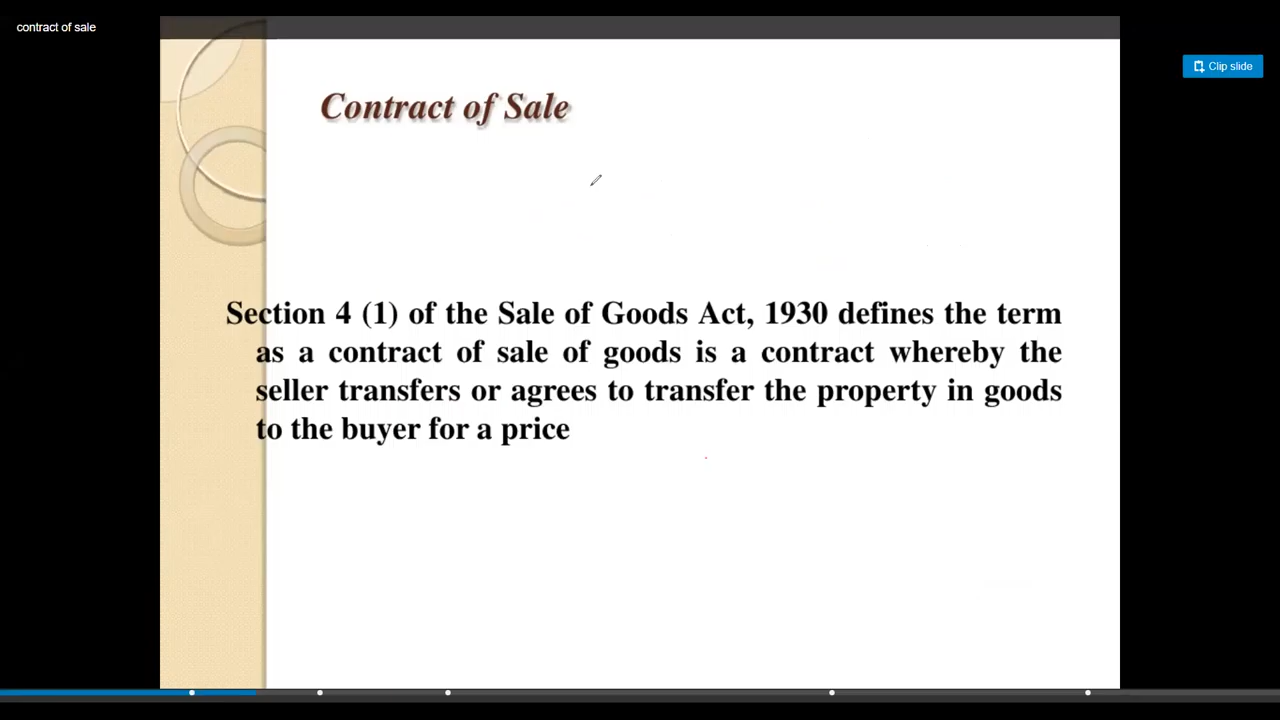 contract of sale
Clip slide
Contract of Sale
Section 4 (1) of the Sale of Goods Act, 1930 defines the term
as a contract of sale of goods is a contract whereby the
seller transfers or agrees to transfer the property in goods
to the buyer for a price